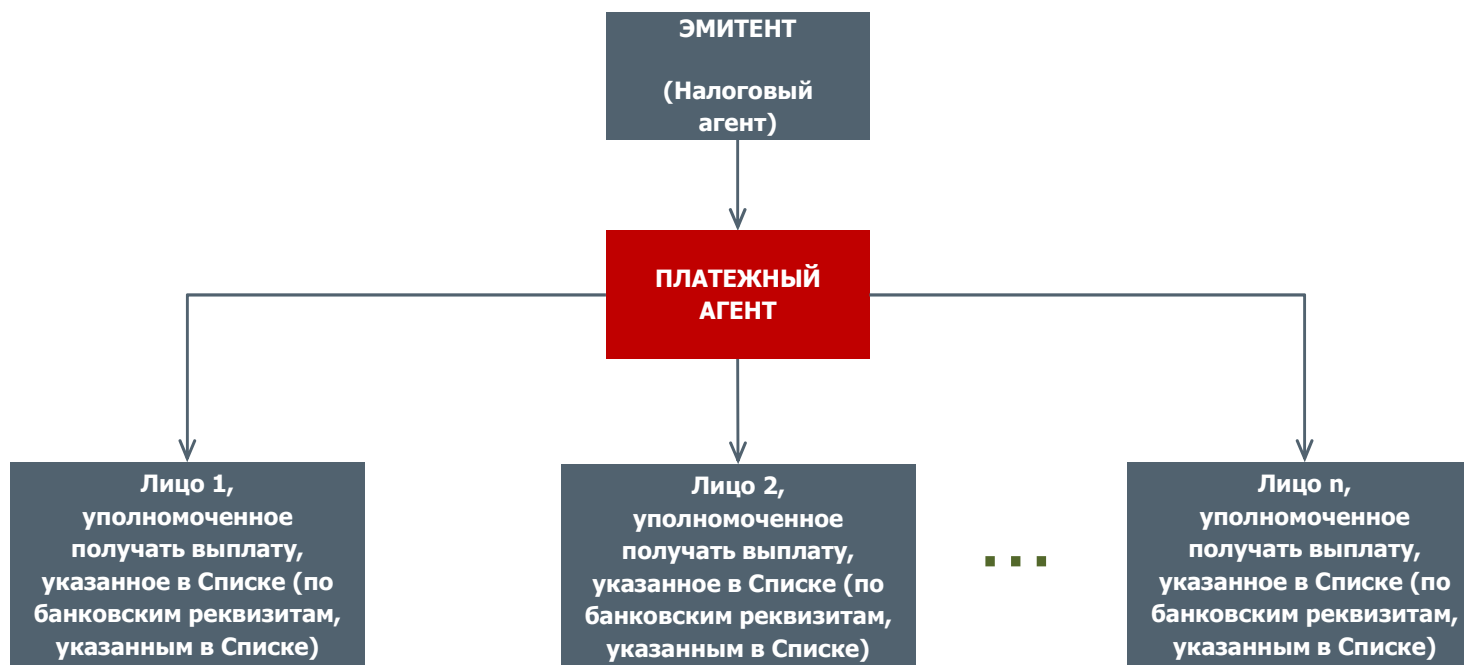 ЭМИТЕНТ
(Налоговый
агент)
ПЛАТЕЖНЫЙ
АГЕНТ
Лицо 1,
уполномоченное
получать выплату,
указанное в Списке (по
банковским реквизитам,
указанным в Списке)
Лицо 2,
уполномоченное
получать выплату,
указанное в Списке (по
банковским реквизитам,
указанным в Списке)
...
Лицо n,
уполномоченное
получать выплату,
указанное в Списке (по
банковским реквизитам,
указанным в Списке)